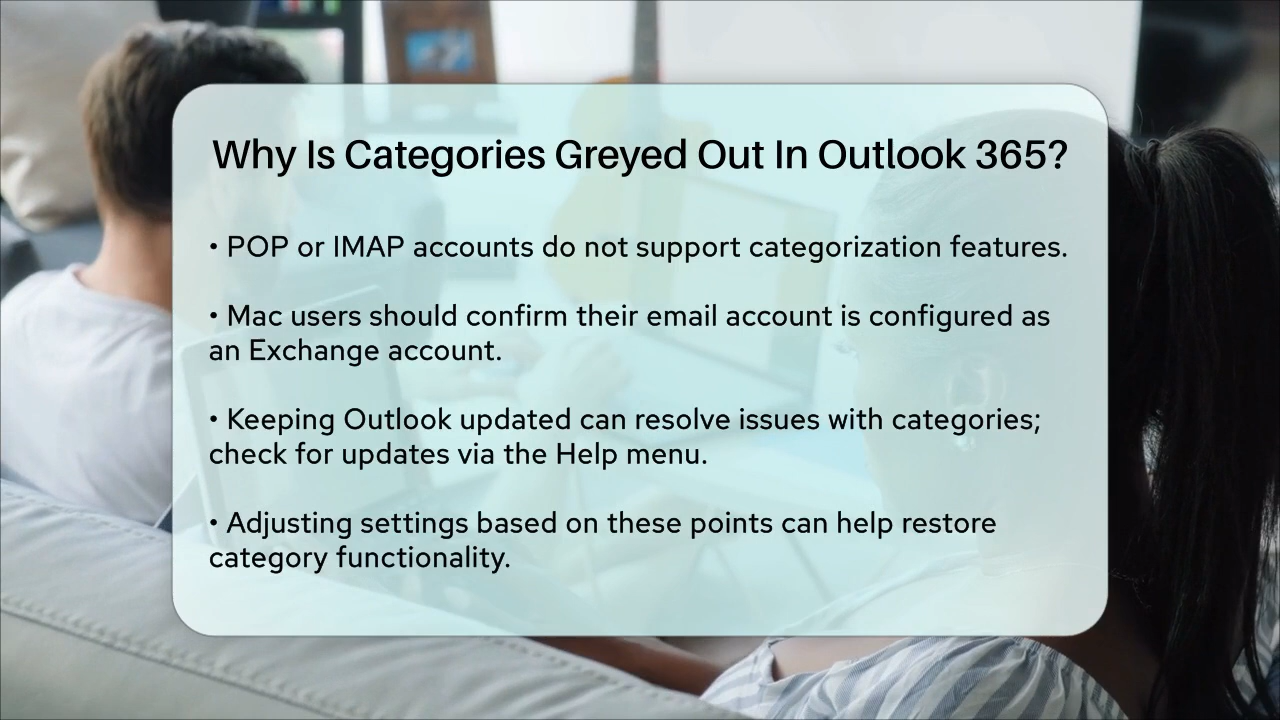 Why Is Categories Greyed Out In Outlook 365?
• POP or IMAP accounts do not support categorization features.
• Mac users should confirm their email account is configured as
an Exchange account.
• Keeping Outlook updated can resolve issues with categories;
check for updates via the Help menu.
• Adjusting settings based on these points can help restore
category functionality.